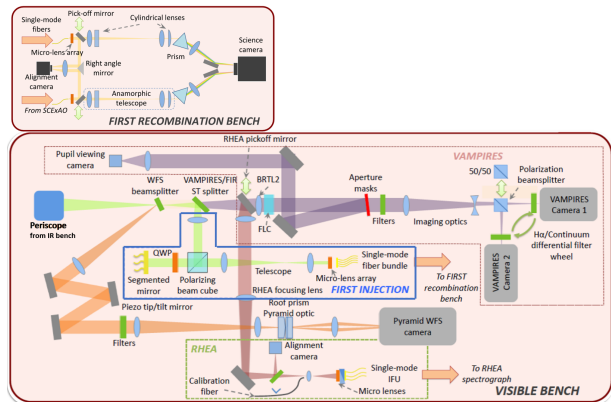 Pick-off mirror
Single-mode
fibers
Cylindrical lenses
Micro-lens array
Prism
Science
camera
Alignment
camera
Right angle
mirror
Anamorphic
telescope
From SCExAO
FIRST RECOMBINATION BENCH
RHEA pickoff mirror
Pupil viewing
camera
VAMPIRES
50/50
Polarization
beamsplitter
WFS
beamsplitter
VAMPIRES/FIR
ST splitter
BRTL2
Aperture
masks
VAMPIRES
Camera 1
Periscope
from IR bench
FLC
Filters
Imaging optics
Hα/Continuum
differential filter
wheel
VAMPIRES
Camera 2
QWP
Single-mode
fiber bundle
Telescope
Segmented
mirror
Polarizing
beam cube
Micro-lens array
RHEA focusing lens
FIRST INJECTION
To FIRST
recombination
bench
Piezo tip/tilt mirror
Roof prism
Pyramid optic
Pyramid WFS
camera
Filters
RHEA
Alignment
camera
Single-mode
IFU
To RHEA
spectrograph
Calibration
fiber
Micro lenses
VISIBLE BENCH